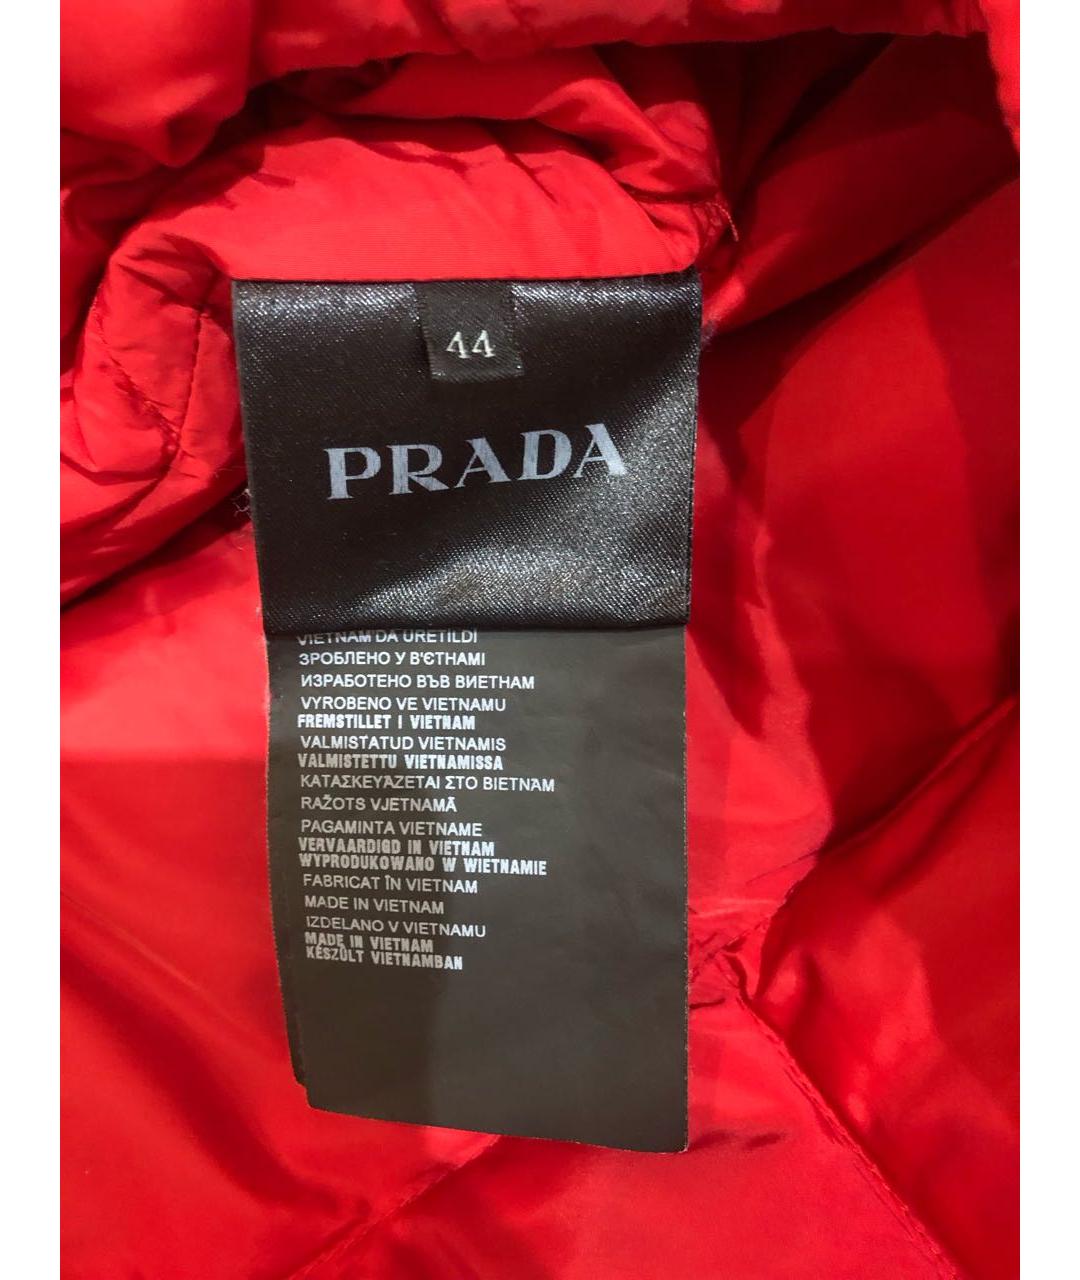 44
PRADA
VIETNAM DA URETILDI
ЗРОБЛЕНО У В'ЄТНАМІ
ИЗРАБОТЕНО ВЪВ ВИЕТНАМ
VYROBENO VE VIETNAMU
FREMSTILLET I VIETNAM
VALMISTATUD VIETNAMIS
VALMISTETTU VIETNAMISSA
ΚΑΤΑΣΚΕΥΆΖΕΤΑΙ ΣΤΟ ΒΙΕΤΝΆΜ
RAŽOTS VJETNAMĀ
PAGAMINTA VIETNAME
VERVAARDIGD IN VIETNAM
WYPRODUKOWANO W WIETNAMIE
FABRICAT ÎN VIETNAM
MADE IN VIETNAM
IZDELANO V VIETNAMU
MADE IN VIETNAM
KÉSZÜLT VIETNAMBAN